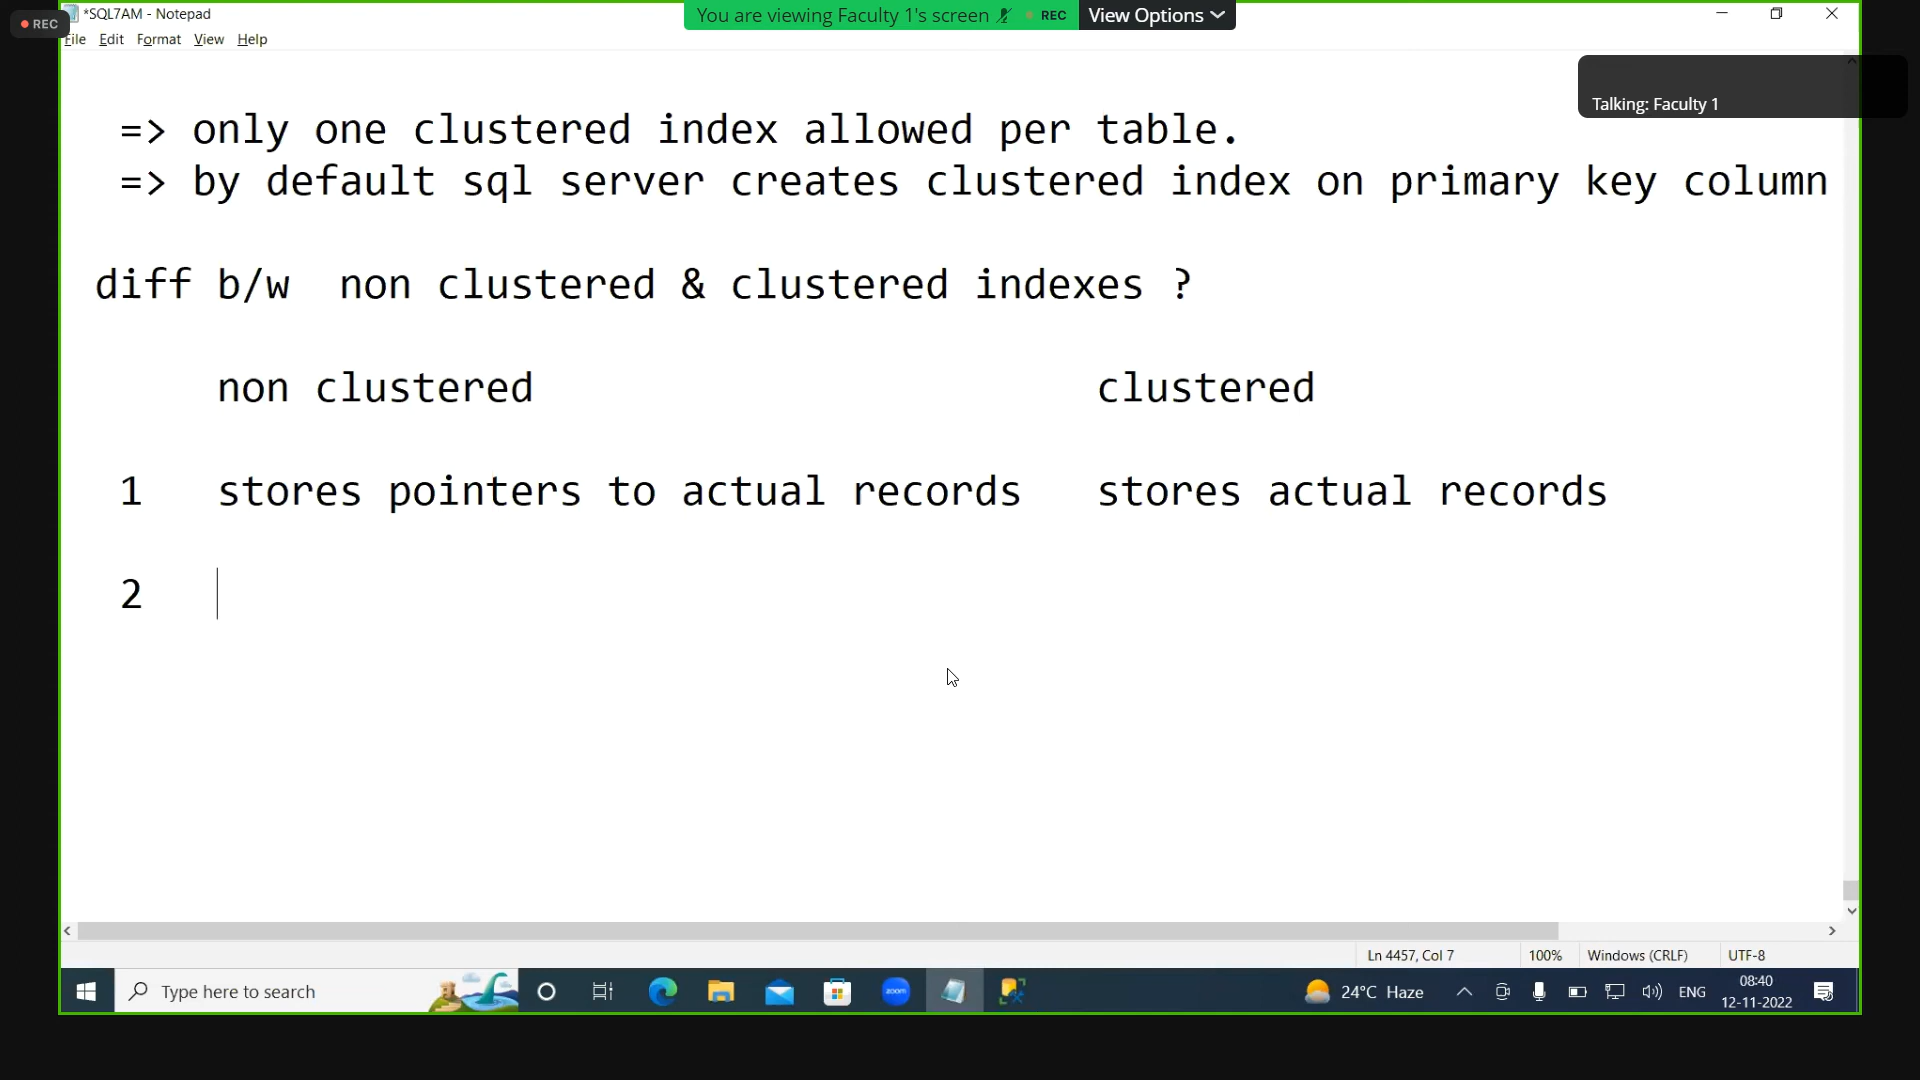 REC
*SQL7AM - Notepad
You are viewing Faculty 1's screen
REC
View Options
File Edit Format View Help
Talking: Faculty 1
=> only one clustered index allowed per table.
=> by default sql server creates clustered index on primary key column
diff b/w non clustered & clustered indexes ?
non clustered clustered
1 stores pointers to actual records stores actual records
2
Ln 4457, Col 7 100% Windows (CRLF) UTF-8
Type here to search
zoom
24°C Haze
ENG
08:40
12-11-2022